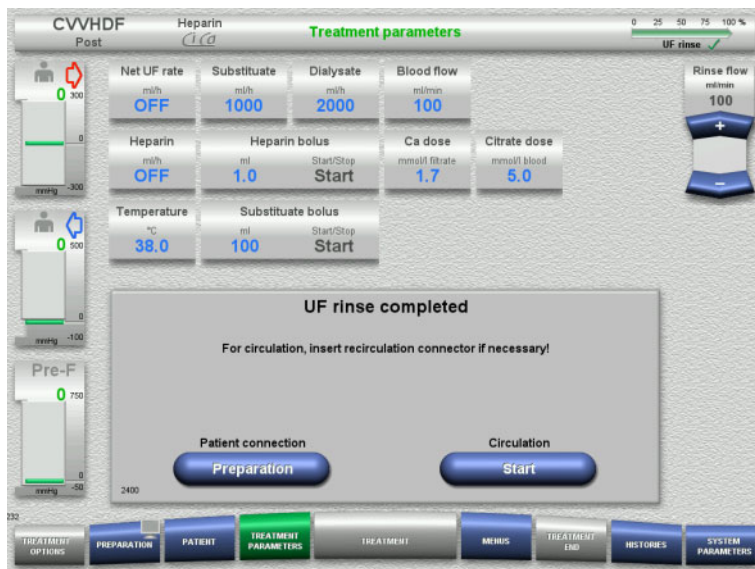 CVVHDF
Post
Heparin
Ci Ca
Treatment parameters
0 25 50 75 100 %
UF rinse
Net UF rate
ml/h
OFF
Substituate
ml/h
1000
Dialysate
ml/h
2000
Blood flow
ml/min
100
Rinse flow
ml/min
100
+
−
0
300
0
-300
mmHg
Heparin
ml/h
OFF
Heparin bolus
ml
1.0
Start/Stop
Start
Ca dose
mmol/l filtrate
1.7
Citrate dose
mmol/l blood
5.0
Temperature
°C
38.0
Substituate bolus
ml
100
Start/Stop
Start
0
500
0
-100
mmHg
Pre-F
0
750
0
-50
mmHg
UF rinse completed
For circulation, insert recirculation connector if necessary!
Patient connection
Preparation
Circulation
Start
2400
232
TREATMENT OPTIONS
PREPARATION
PATIENT
TREATMENT PARAMETERS
TREATMENT
MENUS
TREATMENT END
HISTORIES
SYSTEM PARAMETERS